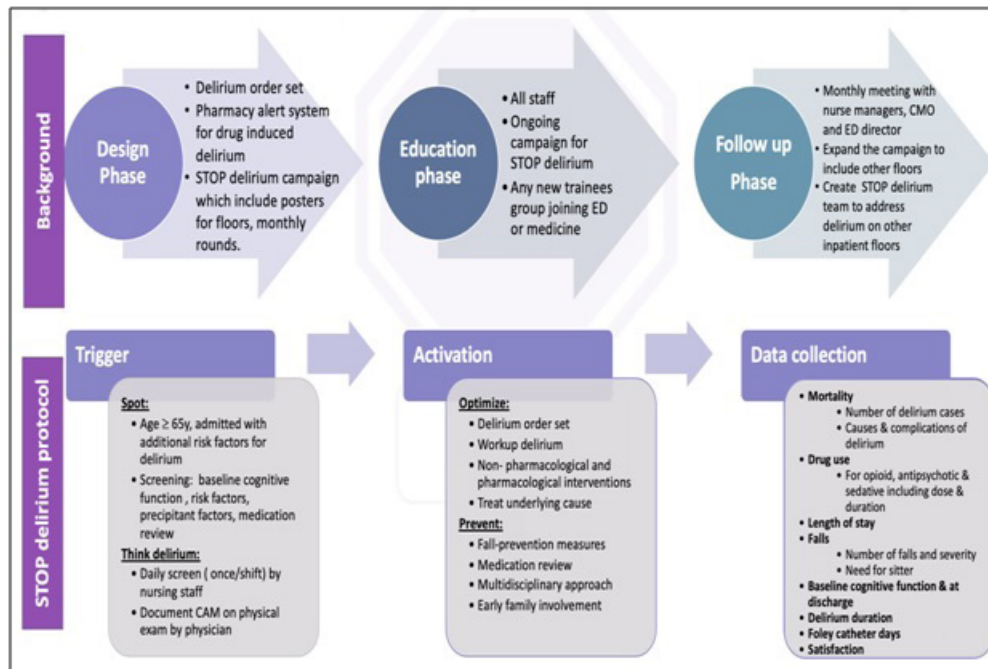 Background
Design
Phase
• Delirium order set
• Pharmacy alert system
for drug induced
delirium
• STOP delirium campaign
which include posters
for floors, monthly
rounds.
Education
phase
• All staff
• Ongoing
campaign for
STOP delirium
• Any new trainees
group joining ED
or medicine
Follow up
Phase
• Monthly meeting with
nurse managers, CMO
and ED director
• Expand the campaign to
include other floors
• Create STOP delirium
team to address
delirium on other
inpatient floors
STOP delirium protocol
Trigger
Spot:
• Age ≥ 65y, admitted with
additional risk factors for
delirium
• Screening: baseline cognitive
function , risk factors,
precipitant factors, medication
review
Think delirium:
• Daily screen ( once/shift) by
nursing staff
• Document CAM on physical
exam by physician
Activation
Optimize:
• Delirium order set
• Workup delirium
• Non- pharmacological and
pharmacological interventions
• Treat underlying cause
Prevent:
• Fall-prevention measures
• Medication review
• Multidisciplinary approach
• Early family involvement
Data collection
• Mortality
• Number of delirium cases
• Causes & complications of
delirium
• Drug use
• For opioid, antipsychotic &
sedative including dose &
duration
• Length of stay
• Falls
• Number of falls and severity
• Need for sitter
• Baseline cognitive function & at
discharge
• Delirium duration
• Foley catheter days
• Satisfaction